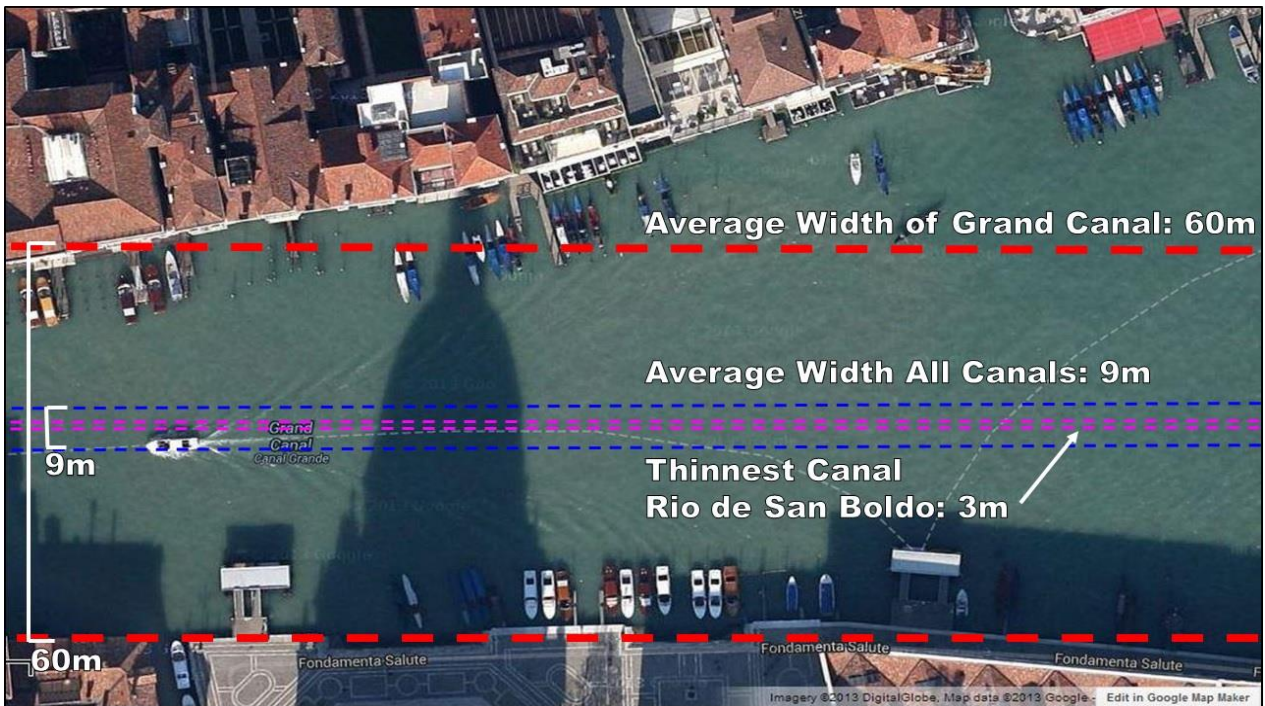 Average Width of Grand Canal: 60m
Average Width All Canals: 9m
Grand
Canal
Canal Grande
9m
Thinnest Canal
Rio de San Boldo: 3m
60m
Fondamenta Salute
Fondamenta Salute
Fondamenta Salute
Imagery ©2013 DigitalGlobe, Map data ©2013 Google -
Edit in Google Map Maker